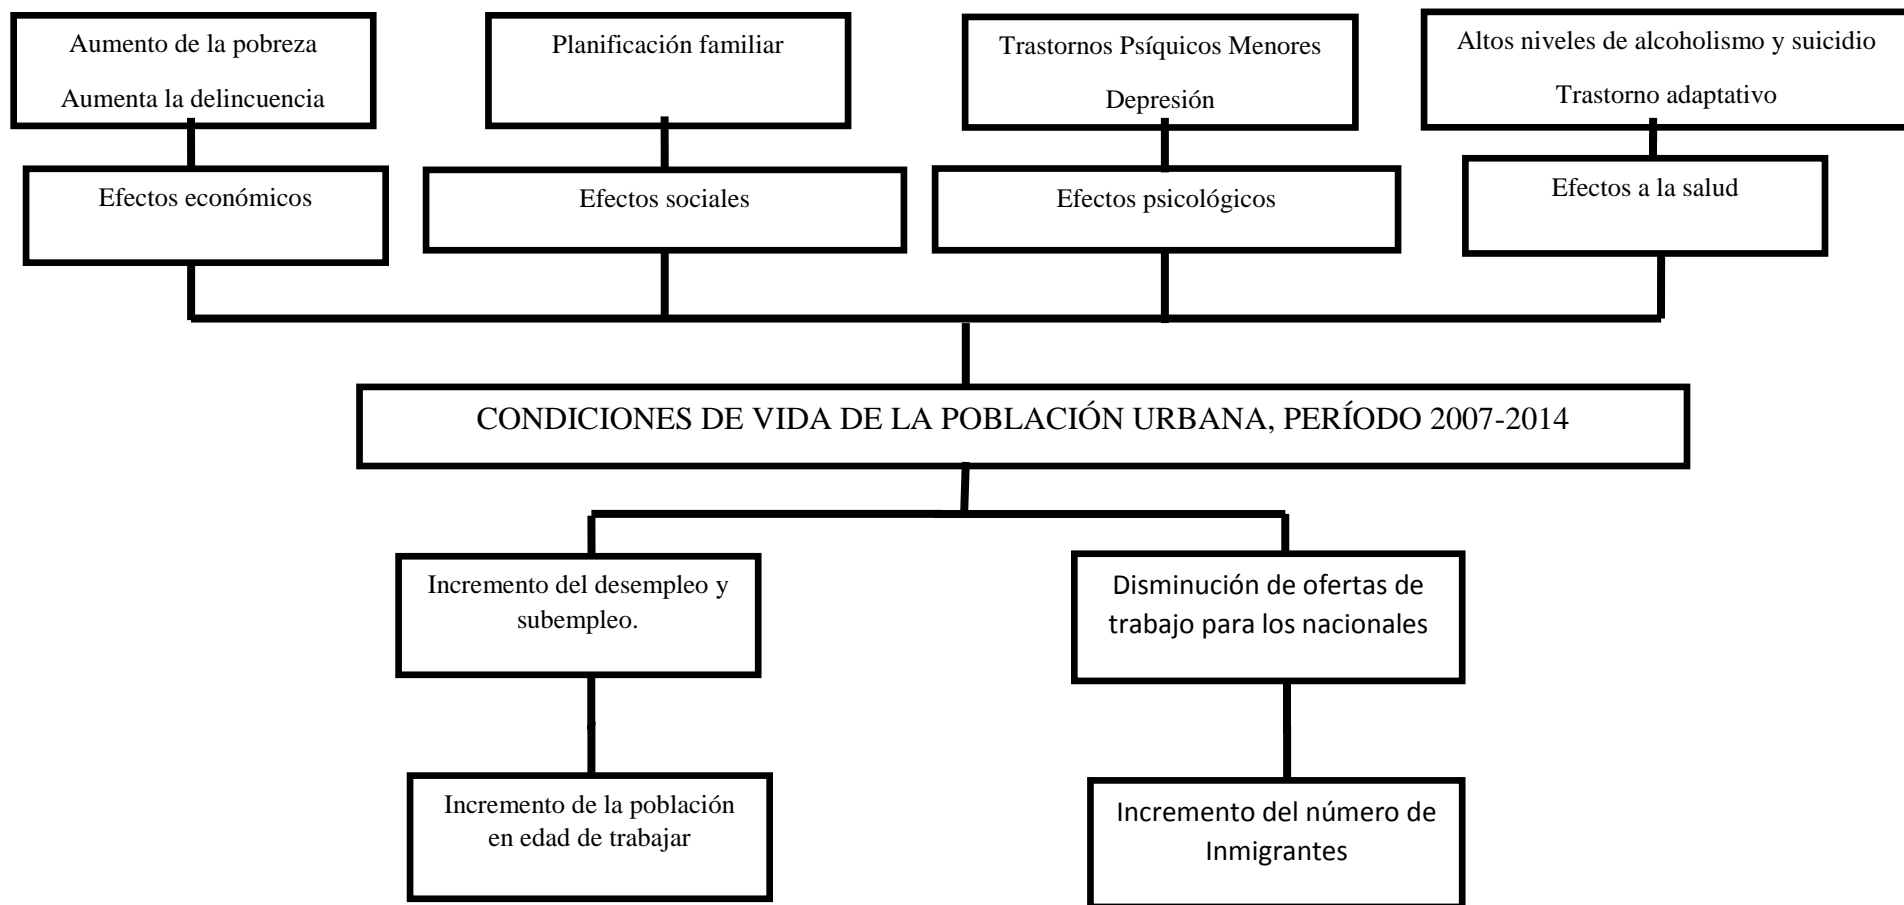 Aumento de la pobreza
Aumenta la delincuencia
Planificación familiar
Trastornos Psíquicos Menores
Depresión
Altos niveles de alcoholismo y suicidio
Trastorno adaptativo
Efectos económicos
Efectos sociales
Efectos psicológicos
Efectos a la salud
CONDICIONES DE VIDA DE LA POBLACIÓN URBANA, PERÍODO 2007-2014
Incremento del desempleo y
subempleo.
Disminución de ofertas de
trabajo para los nacionales
Incremento de la población
en edad de trabajar
Incremento del número de
Inmigrantes